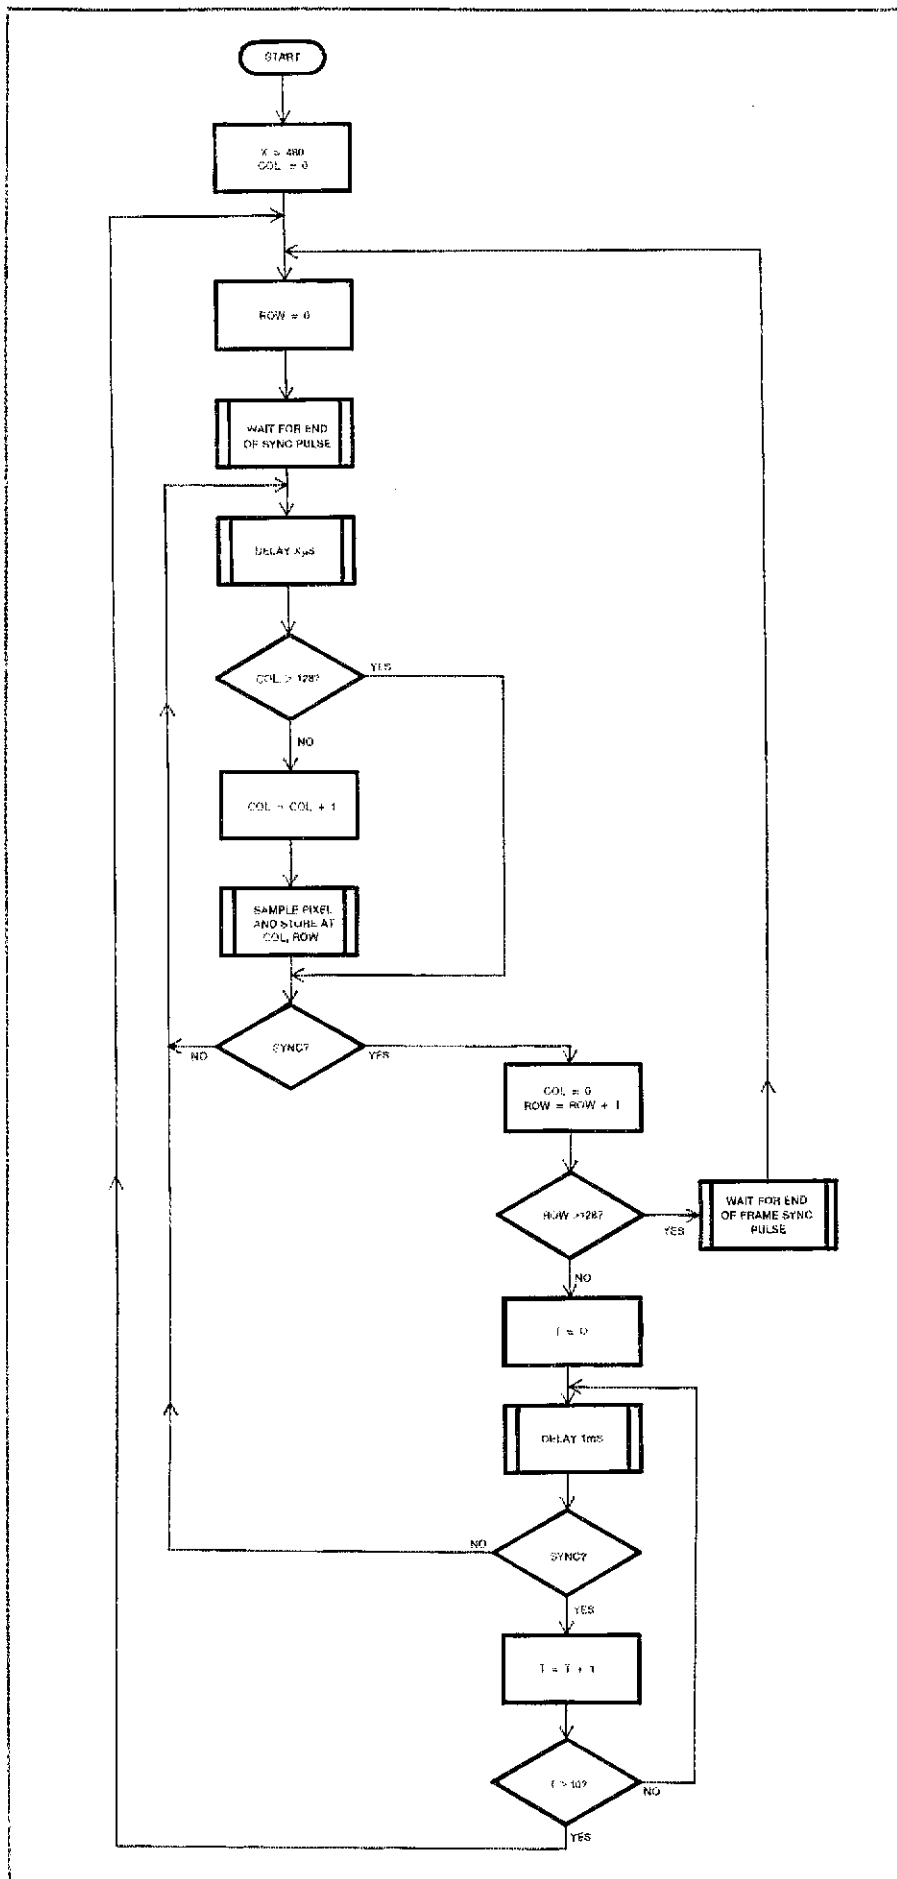 START
X = 480
COL = 0
ROW = 0
WAIT FOR END
OF SYNC PULSE
DELAY XµS
COL > 128?
YES
NO
COL = COL + 1
SAMPLE PIXEL
AND STORE AT
COL, ROW
SYNC?
NO
YES
COL = 0
ROW = ROW + 1
ROW >128?
YES
WAIT FOR END
OF FRAME SYNC
PULSE
NO
T = 0
DELAY 1mS
SYNC?
NO
YES
T = T + 1
T > 10?
NO
YES